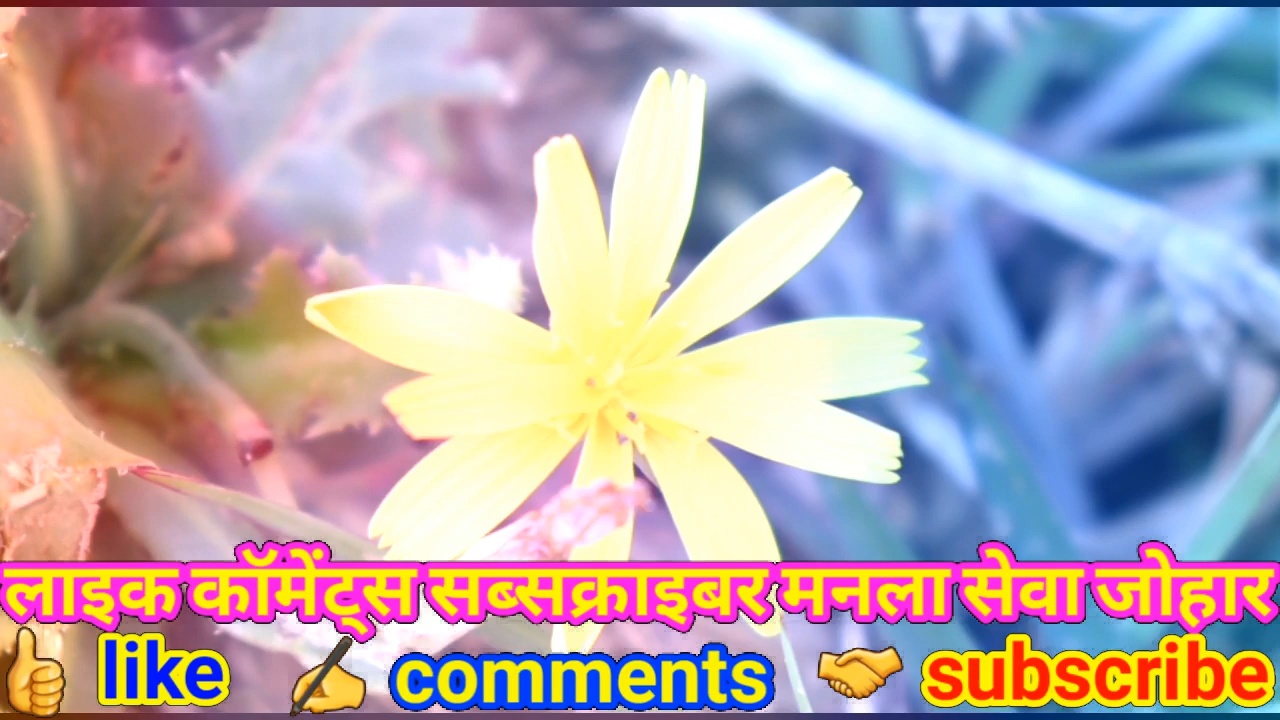 लाइक कॉमेंट्स सब्सक्राइबर मनला सेवा जोहार
like comments subscribe